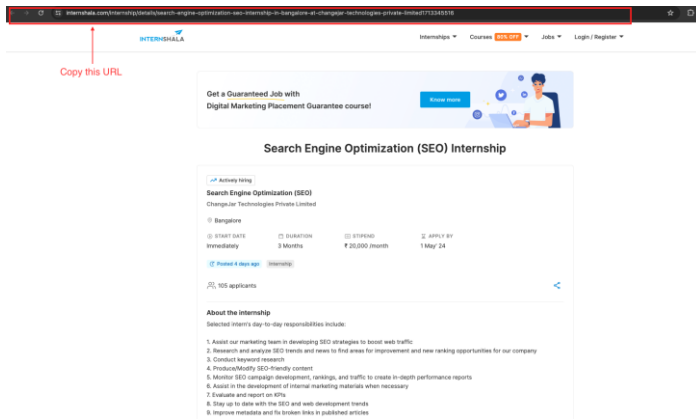 internshala.com/internship/details/search-engine-optimization-seo-internship-in-bangalore-at-changejar-technologies-private-limited1713345516
INTERNSHALA
Internships Courses 90% OFF Jobs Login / Register
Copy this URL
Get a Guaranteed Job with
Digital Marketing Placement Guarantee course!
Know more
Search Engine Optimization (SEO) Internship
Actively hiring
Search Engine Optimization (SEO)
ChangeJar Technologies Private Limited
Bangalore
START DATE DURATION STIPEND APPLY BY
Immediately 3 Months ₹ 20,000 /month 1 May' 24
Posted 4 days ago Internship
105 applicants
About the internship
Selected intern's day-to-day responsibilities include:
1. Assist our marketing team in developing SEO strategies to boost web traffic
2. Research and analyze SEO trends and news to find areas for improvement and new ranking opportunities for our company
3. Conduct keyword research
4. Produce/Modify SEO-friendly content
5. Monitor SEO campaign development, rankings, and traffic to create in-depth performance reports
6. Assist in the development of internal marketing materials when necessary
7. Evaluate and report on KPIs
8. Stay up to date with the SEO and web development trends
9. Improve metadata and fix broken links in published articles